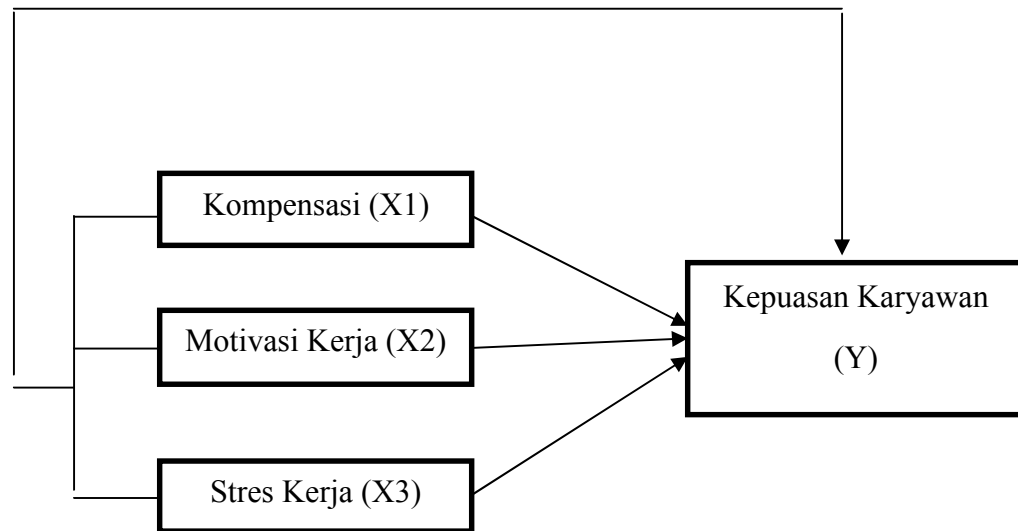 Kompensasi (X1)
Motivasi Kerja (X2)
Stres Kerja (X3)
Kepuasan Karyawan
(Y)